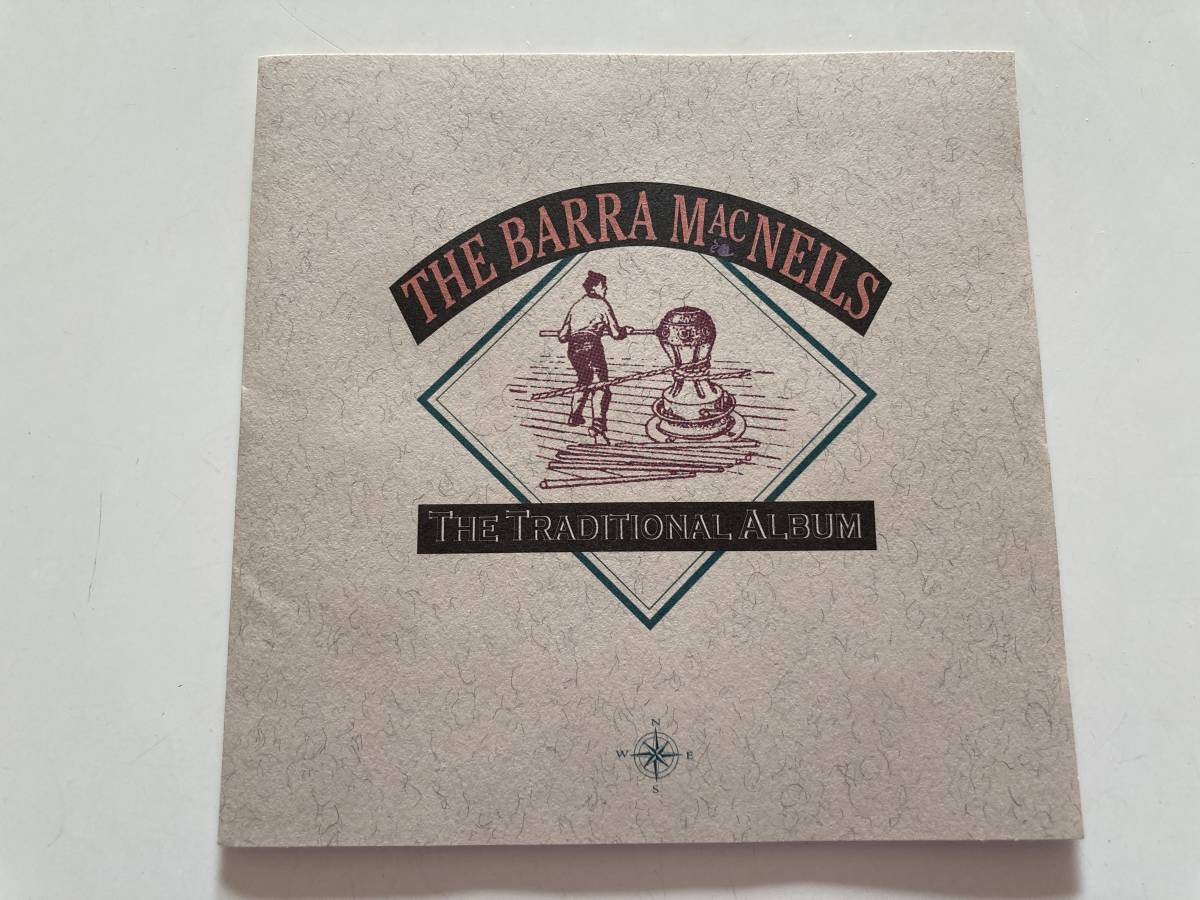 THE BARRA MACNEILS
THE TRADITIONAL ALBUM
N
W E
S